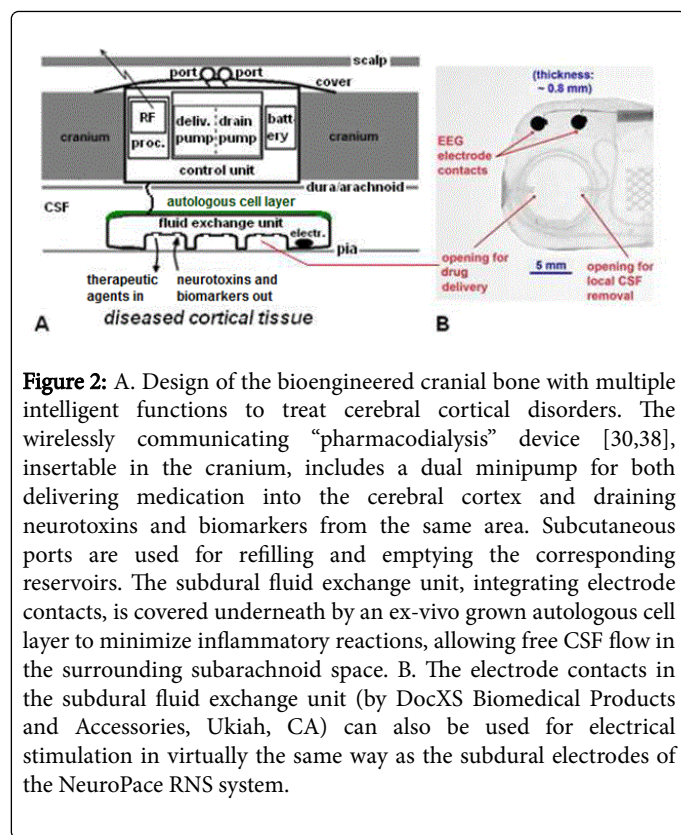 scalp
port
port
cover
cranium
RF
proc.
deliv.
pump
drain
pump
batt-
ery
cranium
control unit
dura/arachnoid
CSF
autologous cell layer
fluid exchange unit
electr.
pia
therapeutic
agents in
neurotoxins and
biomarkers out
A
diseased cortical tissue
(thickness:
~ 0.8 mm)
EEG
electrode
contacts
opening for
drug
delivery
5 mm
opening for
local CSF
removal
B
Figure 2: A. Design of the bioengineered cranial bone with multiple
intelligent functions to treat cerebral cortical disorders. The
wirelessly communicating “pharmacodialysis” device [30,38],
insertable in the cranium, includes a dual minipump for both
delivering medication into the cerebral cortex and draining
neurotoxins and biomarkers from the same area. Subcutaneous
ports are used for refilling and emptying the corresponding
reservoirs. The subdural fluid exchange unit, integrating electrode
contacts, is covered underneath by an ex-vivo grown autologous cell
layer to minimize inflammatory reactions, allowing free CSF flow in
the surrounding subarachnoid space. B. The electrode contacts in
the subdural fluid exchange unit (by DocXS Biomedical Products
and Accessories, Ukiah, CA) can also be used for electrical
stimulation in virtually the same way as the subdural electrodes of
the NeuroPace RNS system.